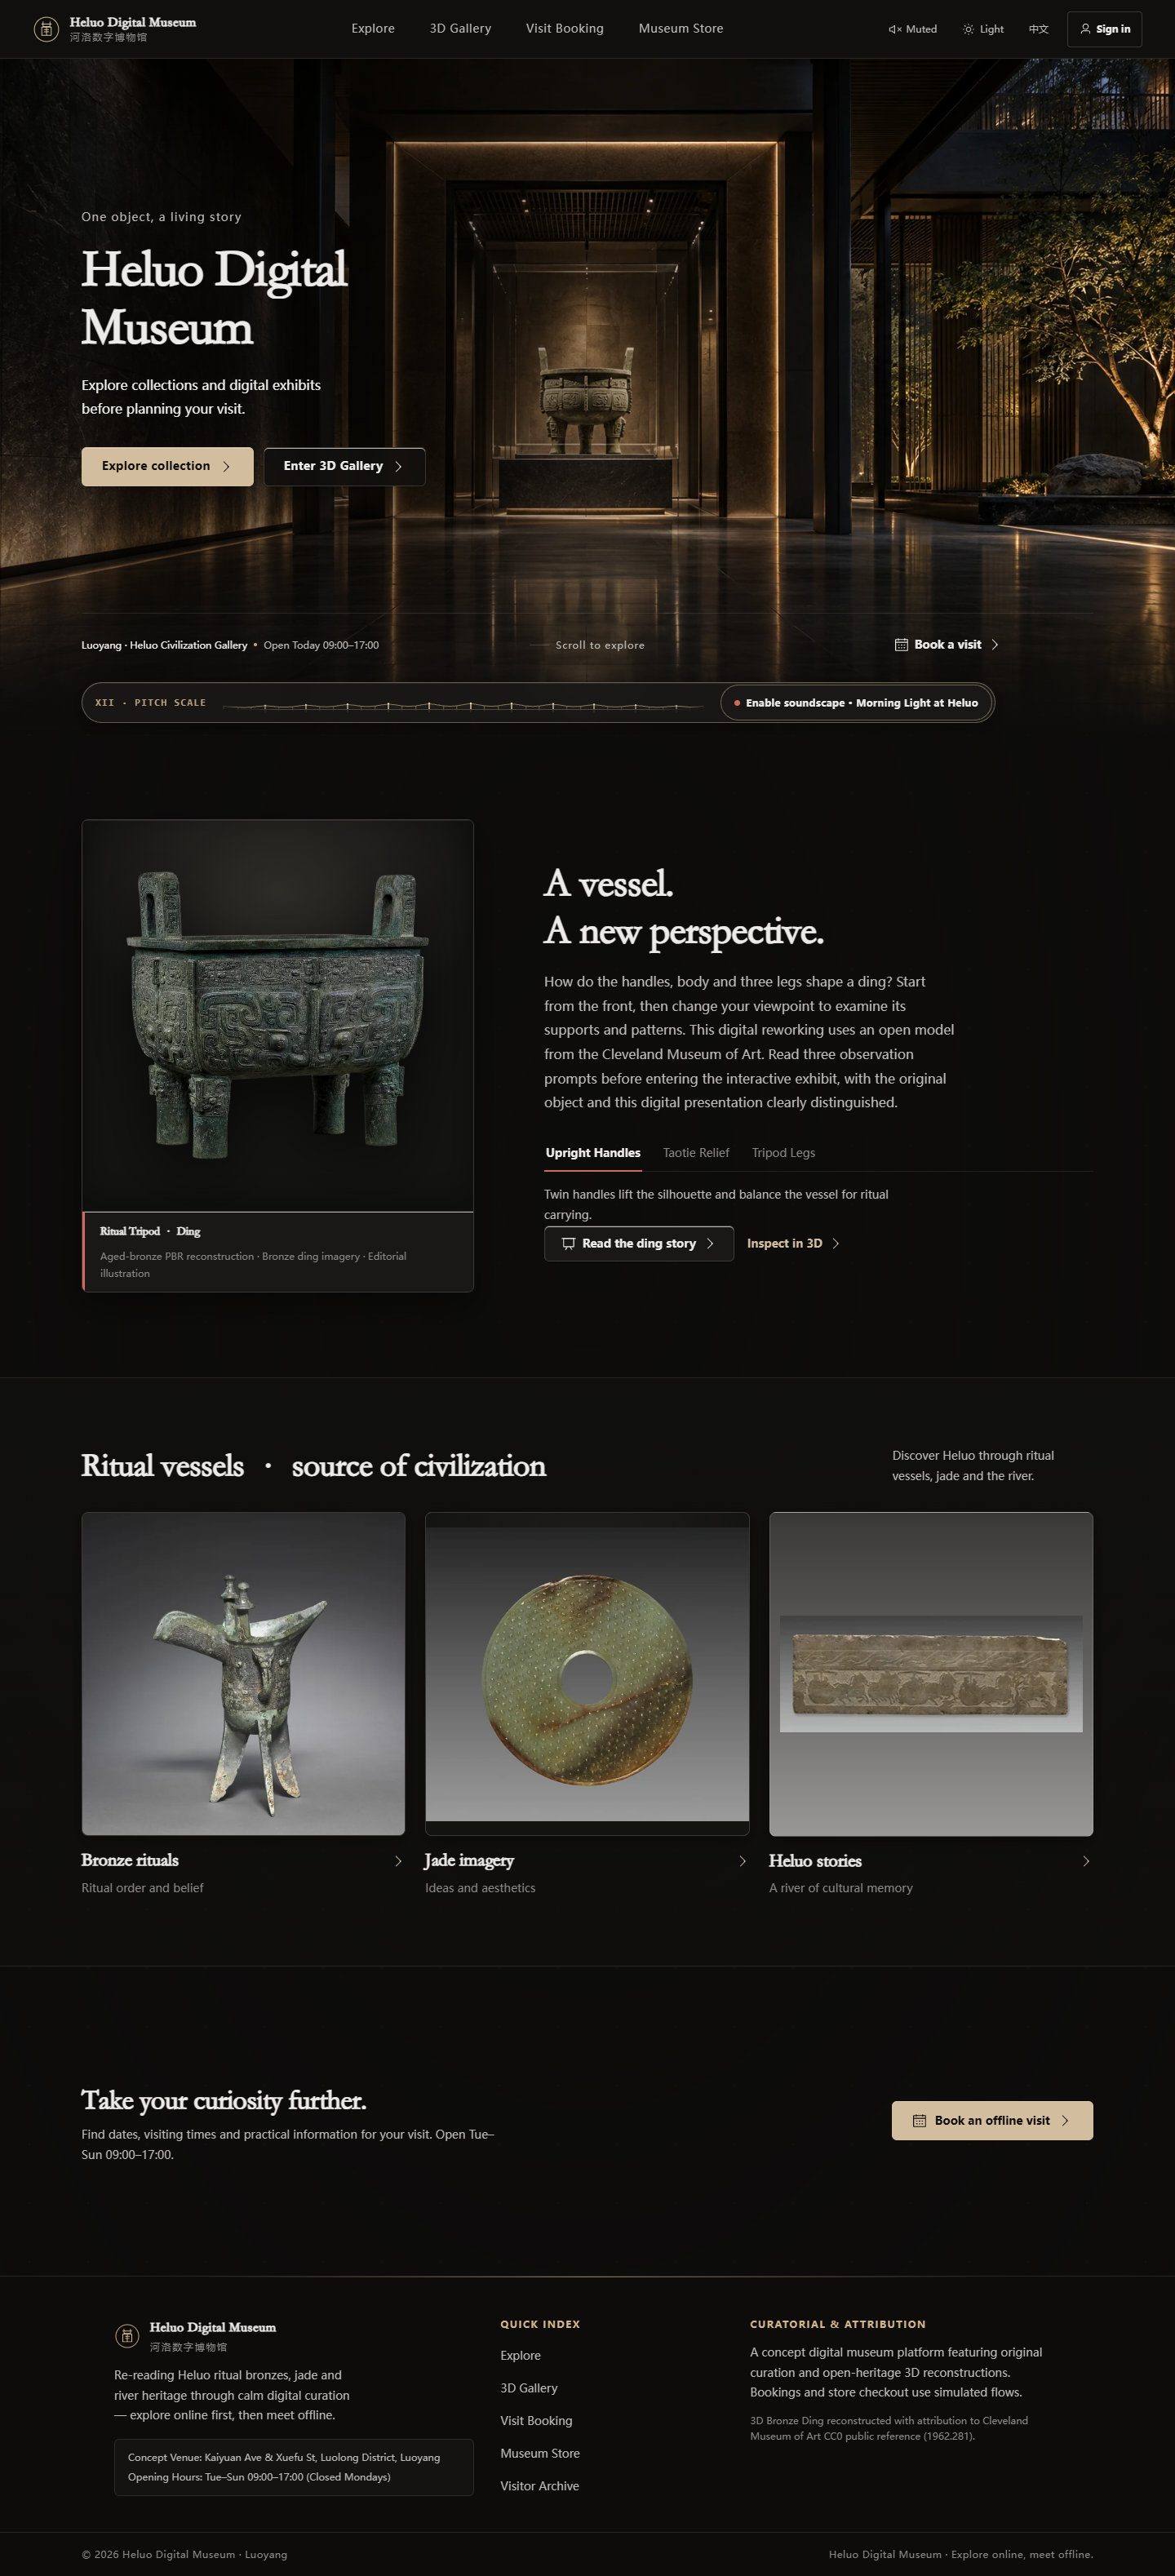 Heluo Digital Museum
河洛数字博物馆
Explore
3D Gallery
Visit Booking
Museum Store
Muted
Light
中文
Sign in
One object, a living story
Heluo Digital
Museum
Explore collections and digital exhibits
before planning your visit.
Explore collection
Enter 3D Gallery
Luoyang · Heluo Civilization Gallery • Open Today 09:00–17:00
Scroll to explore
Book a visit
XII · PITCH SCALE
Enable soundscape · Morning Light at Heluo
A vessel.
A new perspective.
How do the handles, body and three legs shape a ding? Start
from the front, then change your viewpoint to examine its
supports and patterns. This digital reworking uses an open model
from the Cleveland Museum of Art. Read three observation
prompts before entering the interactive exhibit, with the original
object and this digital presentation clearly distinguished.
Upright Handles
Taotie Relief
Tripod Legs
Twin handles lift the silhouette and balance the vessel for ritual
carrying.
Read the ding story
Inspect in 3D
Ritual Tripod · Ding
Aged-bronze PBR reconstruction · Bronze ding imagery · Editorial
illustration
Ritual vessels · source of civilization
Discover Heluo through ritual
vessels, jade and the river.
Bronze rituals
Ritual order and belief
Jade imagery
Ideas and aesthetics
Heluo stories
A river of cultural memory
Take your curiosity further.
Find dates, visiting times and practical information for your visit. Open Tue–
Sun 09:00–17:00.
Book an offline visit
Heluo Digital Museum
河洛数字博物馆
Re-reading Heluo ritual bronzes, jade and
river heritage through calm digital curation
— explore online first, then meet offline.
Concept Venue: Kaiyuan Ave & Xuefu St, Luolong District, Luoyang
Opening Hours: Tue–Sun 09:00–17:00 (Closed Mondays)
QUICK INDEX
Explore
3D Gallery
Visit Booking
Museum Store
Visitor Archive
CURATORIAL & ATTRIBUTION
A concept digital museum platform featuring original
curation and open-heritage 3D reconstructions.
Bookings and store checkout use simulated flows.
3D Bronze Ding reconstructed with attribution to Cleveland
Museum of Art CC0 public reference (1962.281).
© 2026 Heluo Digital Museum · Luoyang
Heluo Digital Museum · Explore online, meet offline.